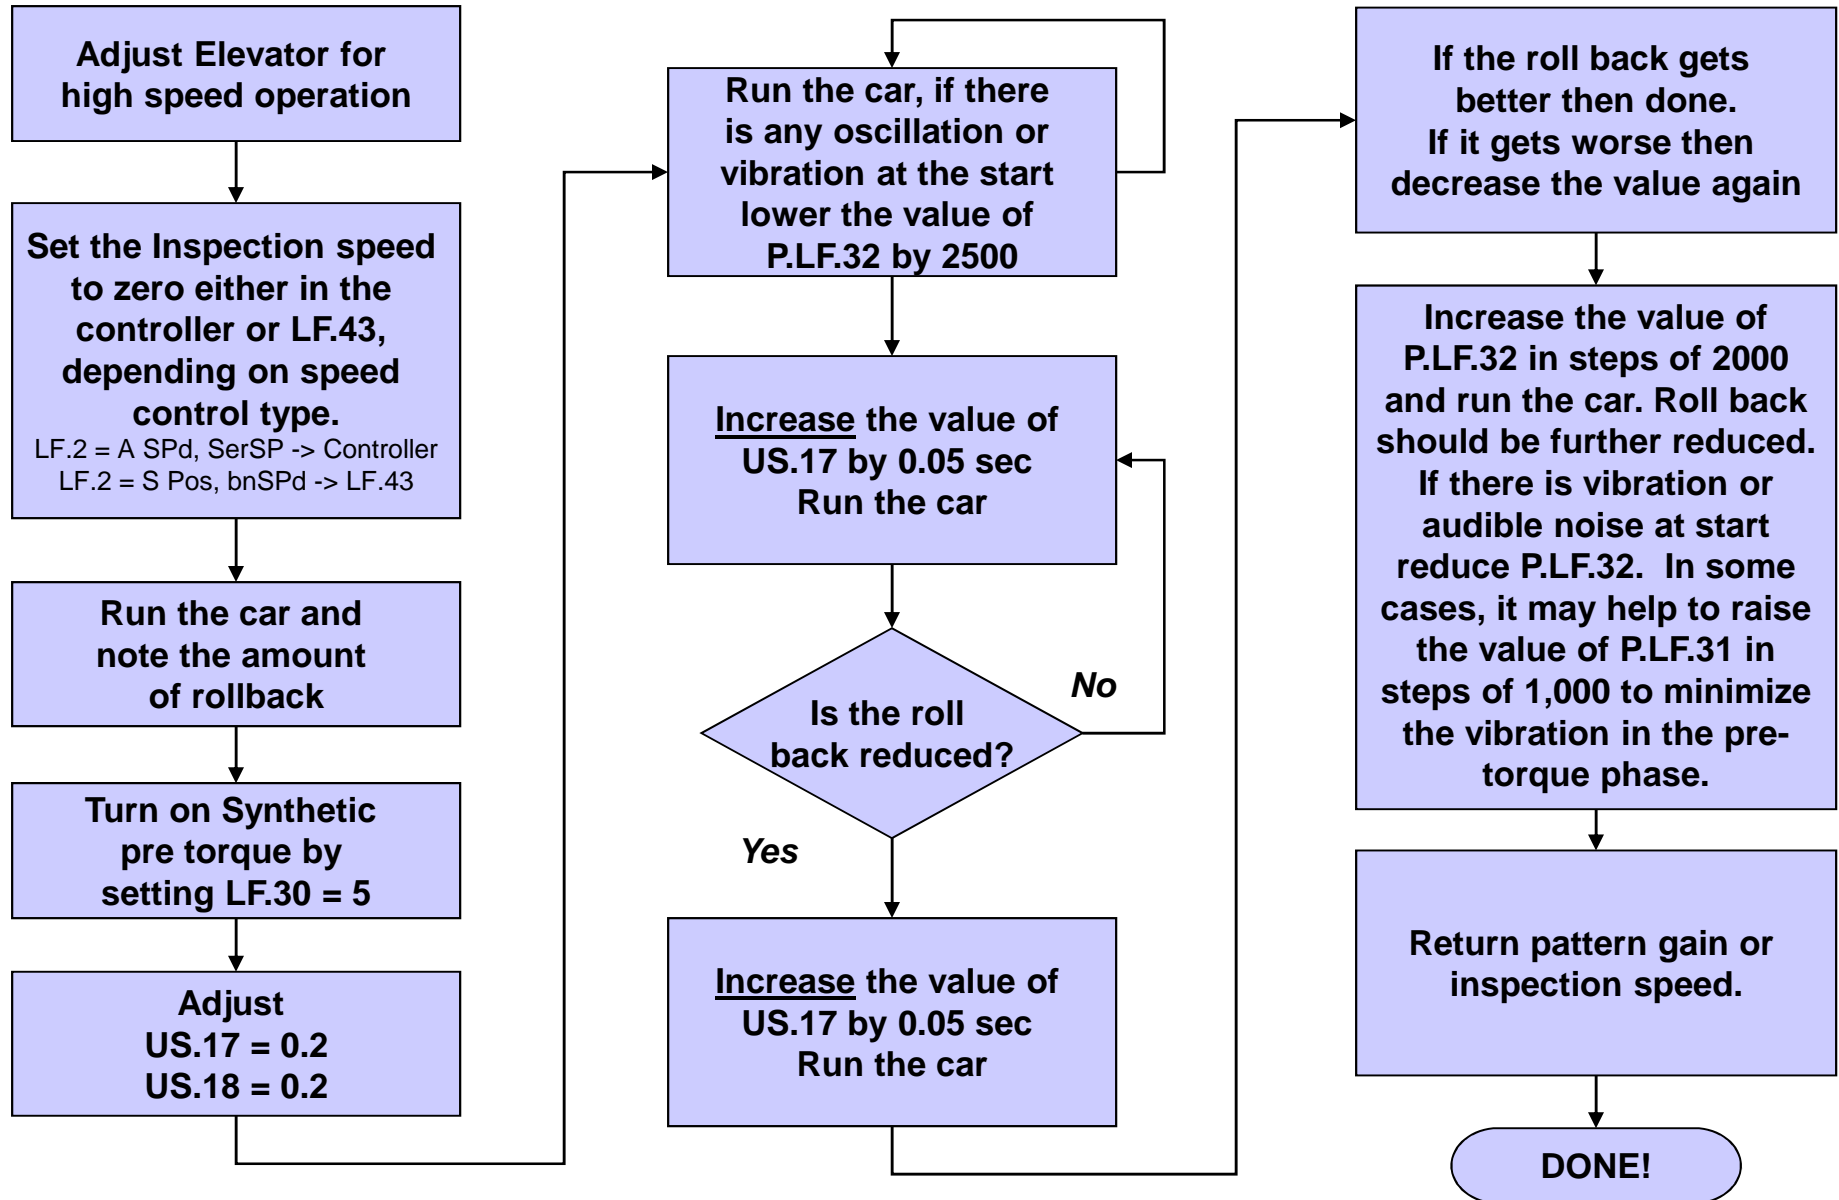 Adjust Elevator for
high speed operation
Set the Inspection speed
to zero either in the
controller or LF.43,
depending on speed
control type.
LF.2 = A SPd, SerSP -> Controller
LF.2 = S Pos, bnSPd -> LF.43
Run the car and
note the amount
of rollback
Turn on Synthetic
pre torque by
setting LF.30 = 5
Adjust
US.17 = 0.2
US.18 = 0.2
Run the car, if there
is any oscillation or
vibration at the start
lower the value of
P.LF.32 by 2500
Increase the value of
US.17 by 0.05 sec
Run the car
Is the roll
back reduced?
No
Yes
Increase the value of
US.17 by 0.05 sec
Run the car
If the roll back gets
better then done.
If it gets worse then
decrease the value again
Increase the value of
P.LF.32 in steps of 2000
and run the car. Roll back
should be further reduced.
If there is vibration or
audible noise at start
reduce P.LF.32.  In some
cases, it may help to raise
the value of P.LF.31 in
steps of 1,000 to minimize
the vibration in the pre-
torque phase.
Return pattern gain or
inspection speed.
DONE!